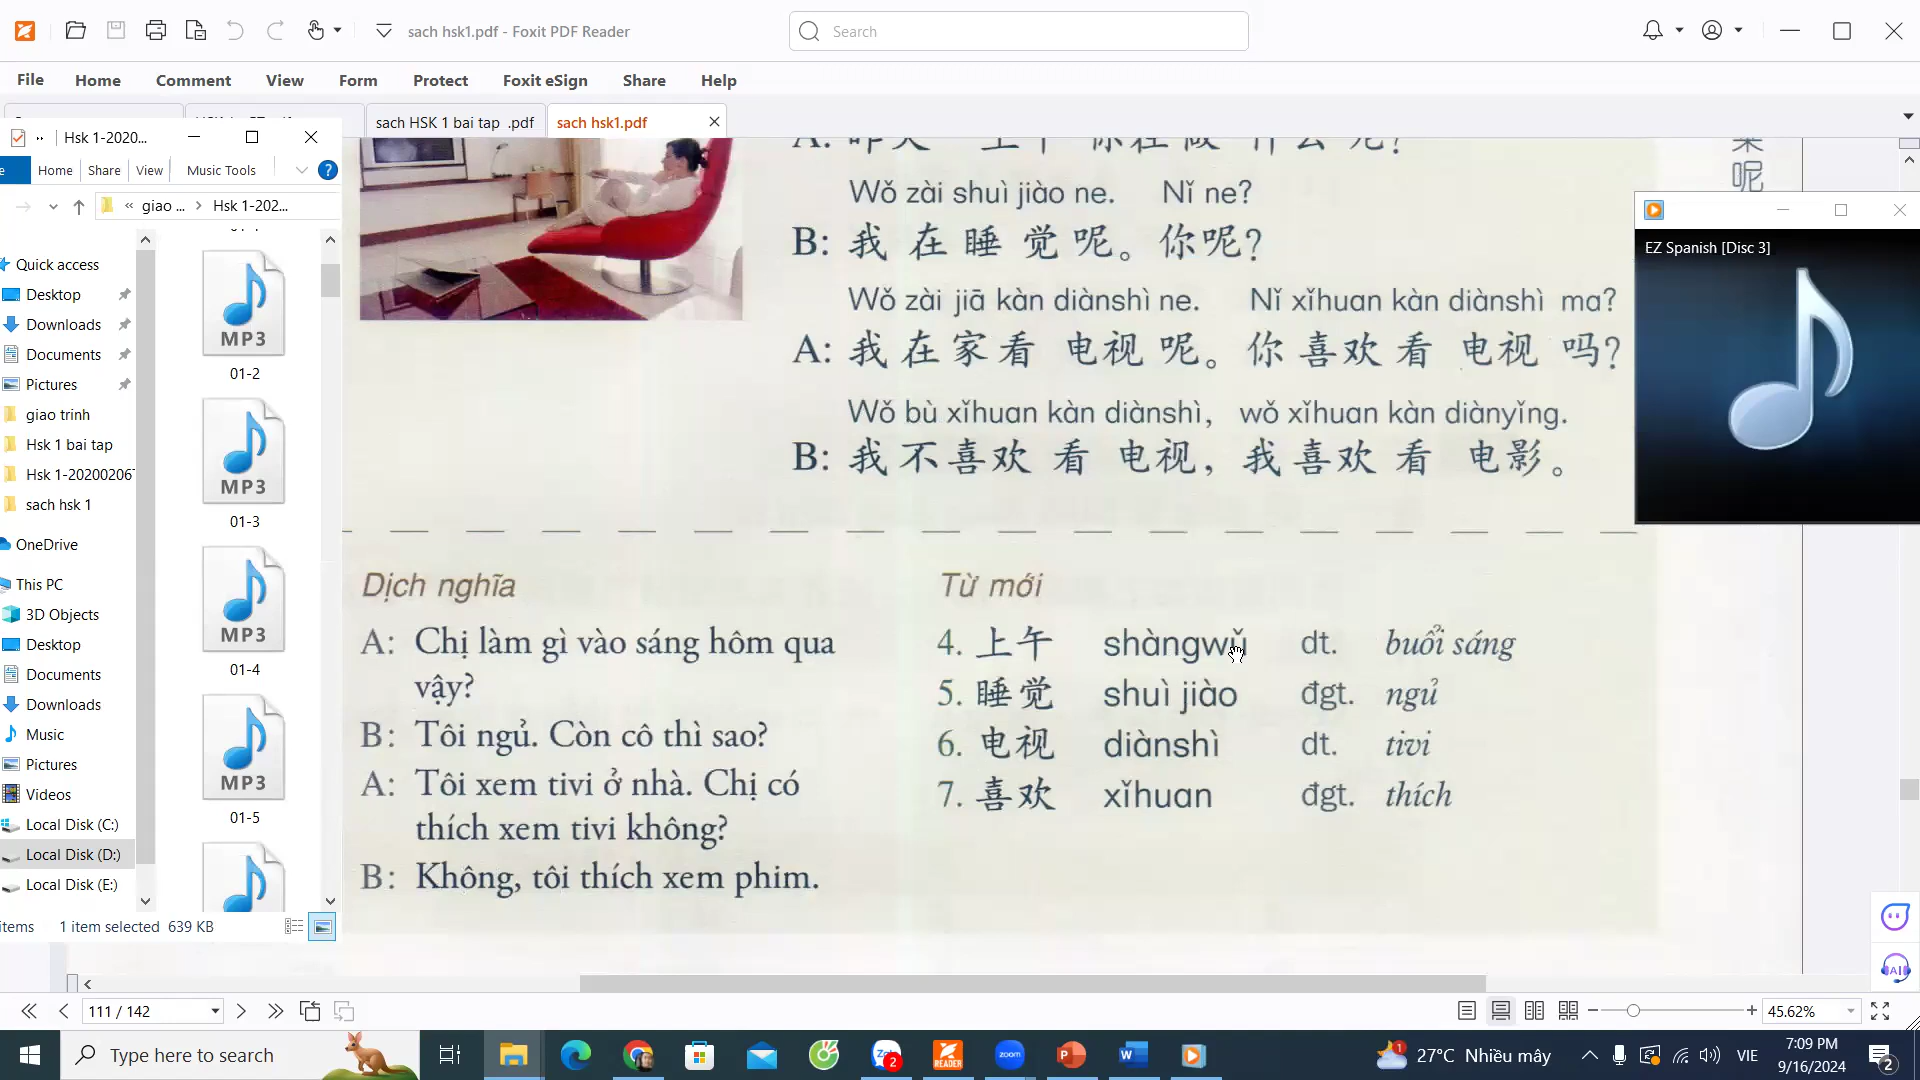 sach hsk1.pdf - Foxit PDF Reader
Search
File Home Comment View Form Protect Foxit eSign Share Help
sach HSK 1 bai tap .pdf
sach hsk1.pdf
Hsk 1-2020...
Home Share View Music Tools
« giao ... > Hsk 1-202...
Quick access
Desktop
Downloads
Documents
Pictures
giao trinh
Hsk 1 bai tap
Hsk 1-20200206
sach hsk 1
OneDrive
This PC
3D Objects
Desktop
Documents
Downloads
Music
Pictures
Videos
Local Disk (C:)
Local Disk (D:)
Local Disk (E:)
MP3
01-2
MP3
01-3
MP3
01-4
MP3
01-5
items 1 item selected 639 KB
Wǒ zài shuì jiào ne. Nǐ ne?
B: 我 在 睡 觉 呢。你呢?
Wǒ zài jiā kàn diànshì ne. Nǐ xǐhuan kàn diànshì ma?
A: 我 在 家 看 电视 呢。你 喜欢 看 电视 吗?
Wǒ bù xǐhuan kàn diànshì, wǒ xǐhuan kàn diànyǐng.
B: 我 不 喜欢 看 电视, 我 喜欢 看 电影。
呢
EZ Spanish [Disc 3]
Dịch nghĩa
A: Chị làm gì vào sáng hôm qua
vậy?
B: Tôi ngủ. Còn cô thì sao?
A: Tôi xem tivi ở nhà. Chị có
thích xem tivi không?
B: Không, tôi thích xem phim.
Từ mới
4. 上午 shàngwǔ dt. buổi sáng
5. 睡觉 shuì jiào đgt. ngủ
6. 电视 diànshì dt. tivi
7. 喜欢 xǐhuan đgt. thích
AI
111 / 142
45.62%
Type here to search
2
READER
zoom
27°C Nhiều mây
1
VIE
7:09 PM
9/16/2024
2